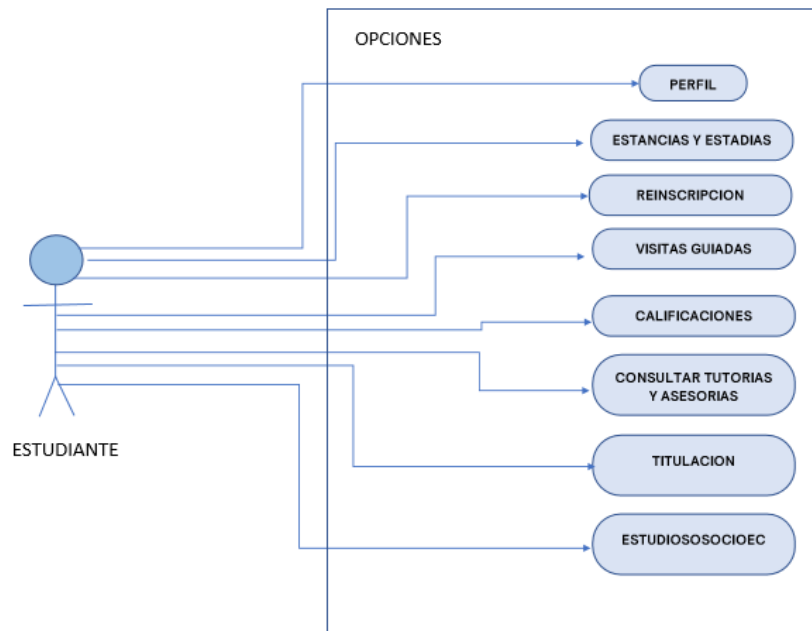 OPCIONES
PERFIL
ESTANCIAS Y ESTADIAS
REINSCRIPCION
VISITAS GUIADAS
CALIFICACIONES
CONSULTAR TUTORIAS
Y ASESORIAS
ESTUDIANTE
TITULACION
ESTUDIOSOSOCIOEC